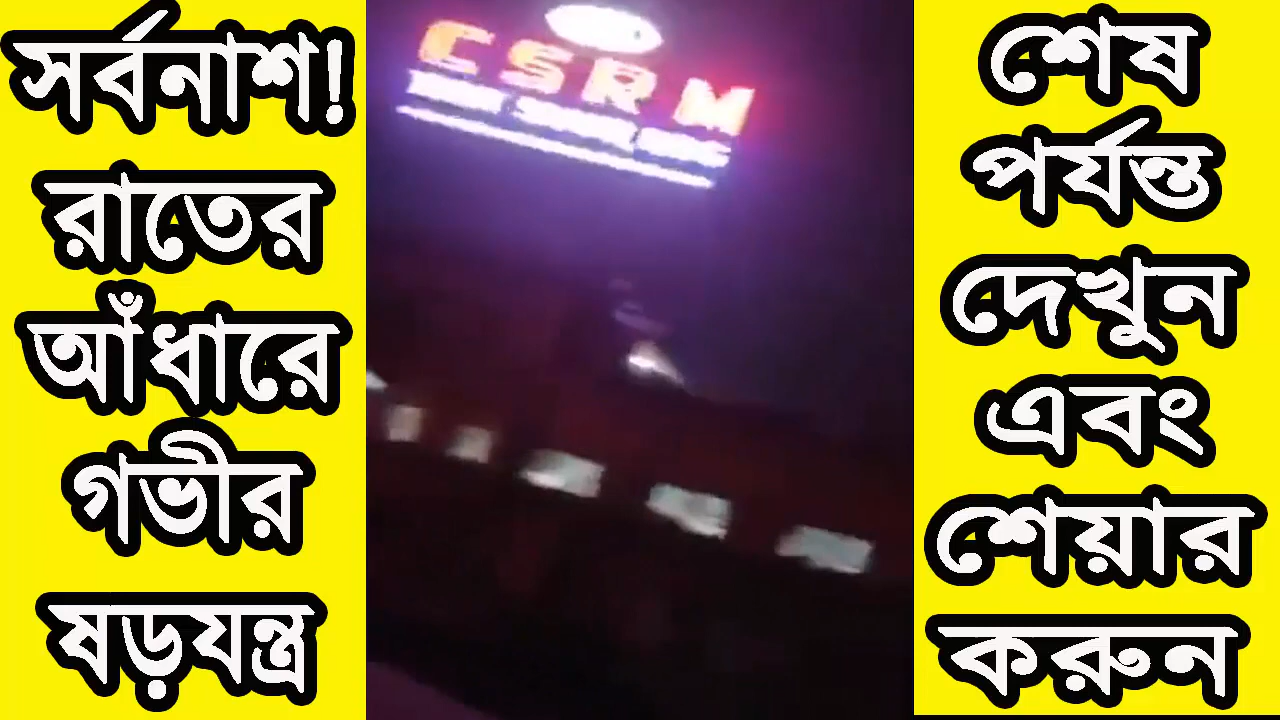 সর্বনাশ!
রাতের
আঁধারে
গভীর
ষড়যন্ত্র
CSRM
শেষ
পর্যন্ত
দেখুন
এবং
শেয়ার
করুন